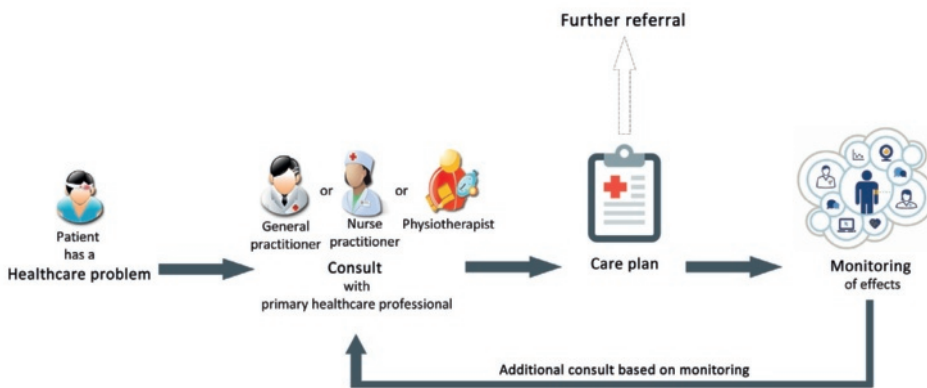 Further referral
or
or
General
practitioner
Nurse
practitioner
Physiotherapist
Patient
has a
Healthcare problem
Consult
with
primary healthcare professional
Care plan
Monitoring
of effects
Additional consult based on monitoring